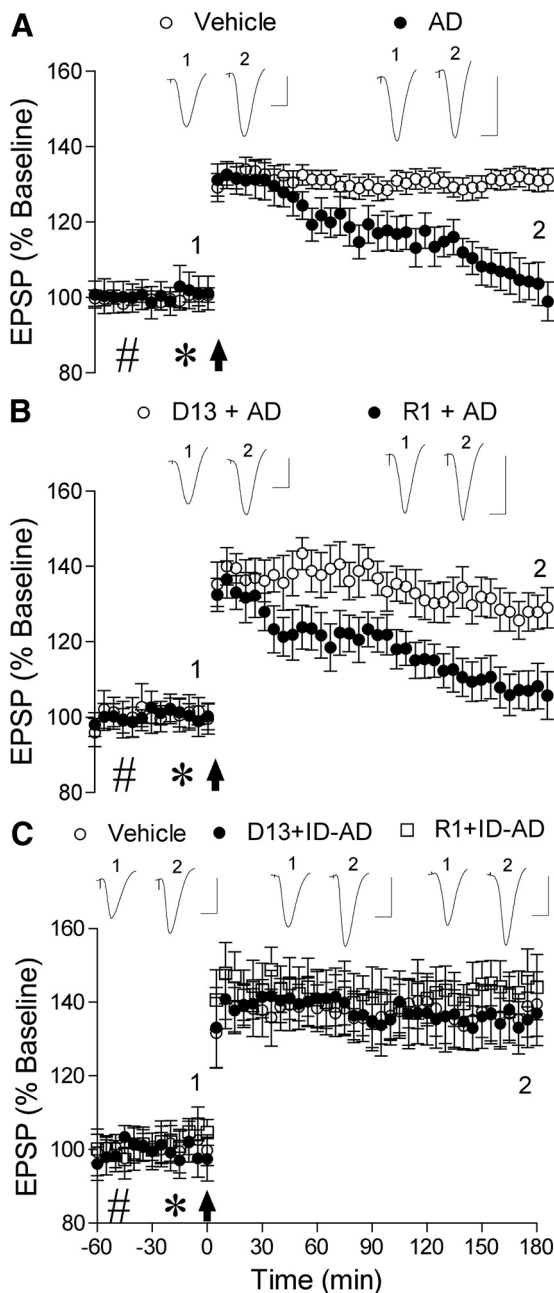 A
Vehicle AD
1 2 1 2
160
140
120
100
80
EPSP (% Baseline)
1
2
# *
B
D13 + AD R1 + AD
1 2 1 2
160
140
120
100
80
EPSP (% Baseline)
1
2
# *
C
Vehicle D13+ID-AD R1+ID-AD
1 2 1 2 1 2
160
140
120
100
80
EPSP (% Baseline)
1
2
# *
-60 -30 0 30 60 90 120 150 180
Time (min)